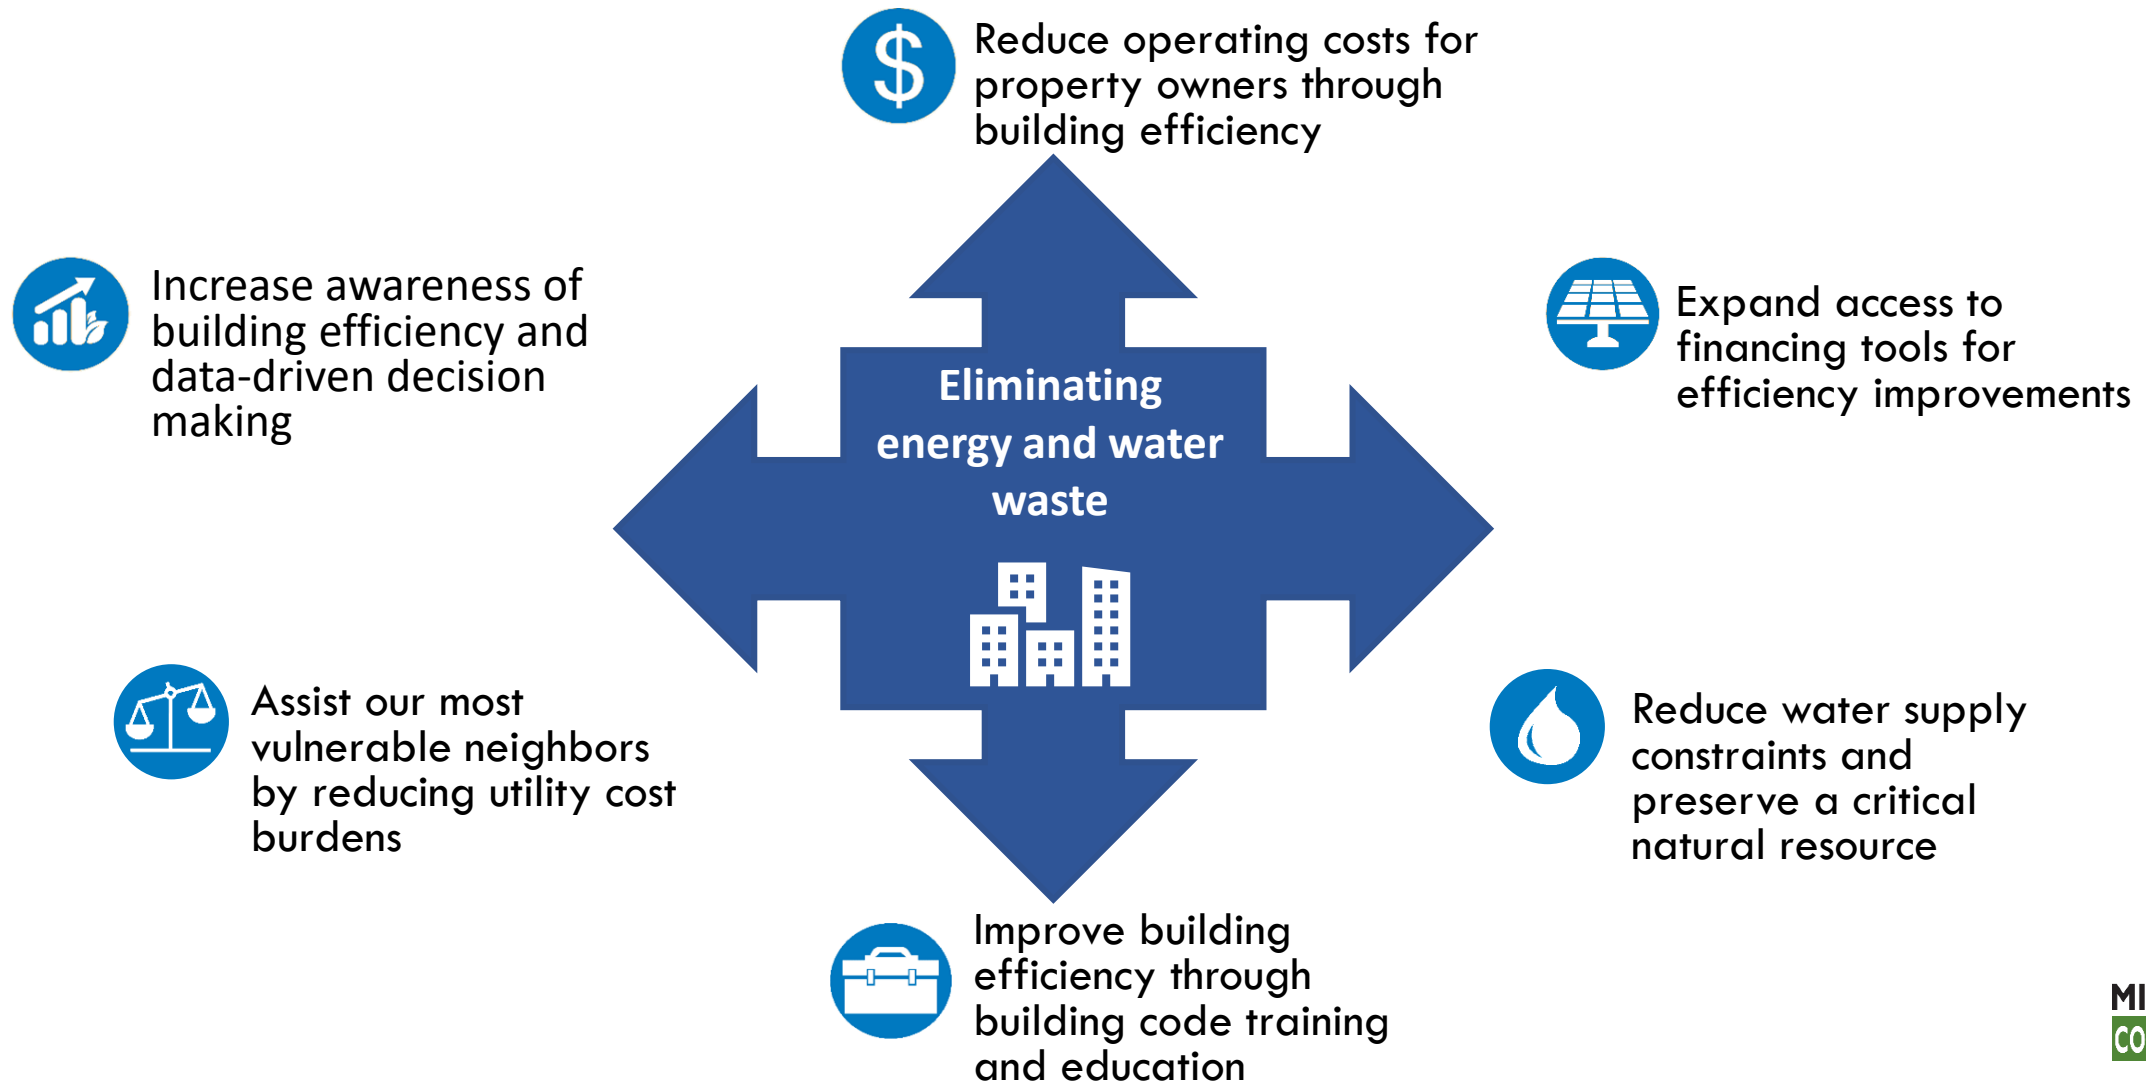 $
Reduce operating costs for
property owners through
building efficiency
Increase awareness of
building efficiency and
data-driven decision
making
Expand access to
financing tools for
efficiency improvements
Eliminating
energy and water
waste
Assist our most
vulnerable neighbors
by reducing utility cost
burdens
Reduce water supply
constraints and
preserve a critical
natural resource
Improve building
efficiency through
building code training
and education
MI
CO